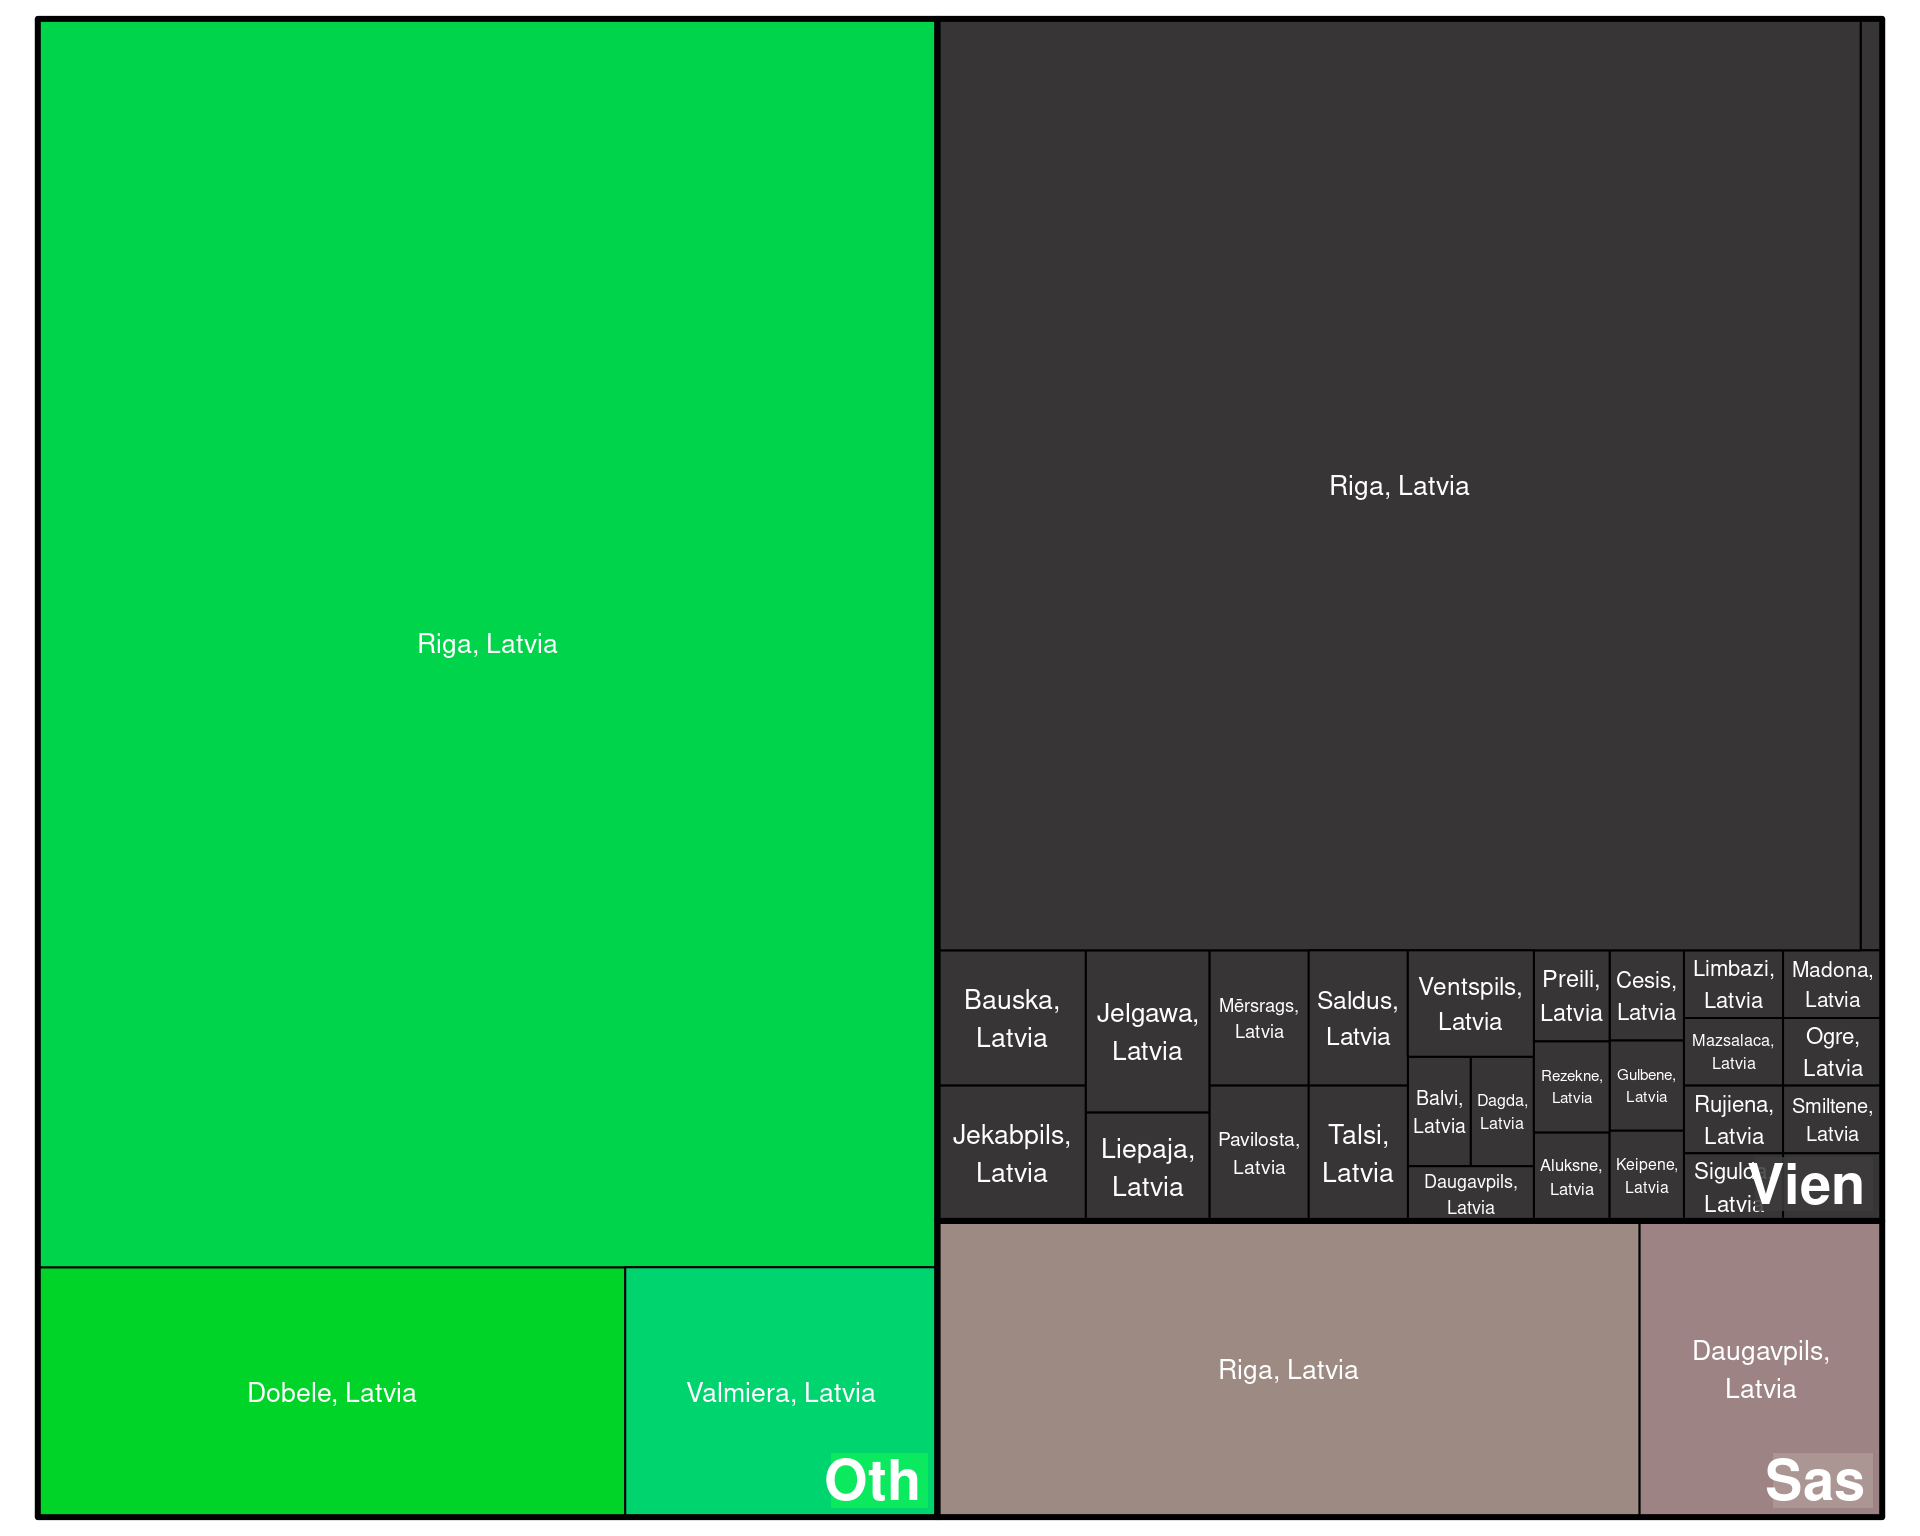 Riga, Latvia
Dobele, Latvia
Valmiera, Latvia
Oth
Riga, Latvia
Bauska,
Latvia
Jekabpils,
Latvia
Jelgawa,
Latvia
Liepaja,
Latvia
Mērsrags,
Latvia
Pavilosta,
Latvia
Saldus,
Latvia
Talsi,
Latvia
Ventspils,
Latvia
Balvi,
Latvia
Dagda,
Latvia
Daugavpils,
Latvia
Preili,
Latvia
Rezekne,
Latvia
Aluksne,
Latvia
Cesis,
Latvia
Gulbene,
Latvia
Keipene,
Latvia
Limbazi,
Latvia
Mazsalaca,
Latvia
Rujiena,
Latvia
Latvia
Madona,
Latvia
Ogre,
Latvia
Smiltene,
Latvia
Vien
Riga, Latvia
Daugavpils,
Latvia
Sas